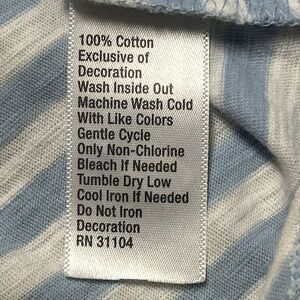 100% Cotton
Exclusive of
Decoration
Wash Inside Out
Machine Wash Cold
With Like Colors
Gentle Cycle
Only Non-Chlorine
Bleach If Needed
Tumble Dry Low
Cool Iron If Needed
Do Not Iron
Decoration
RN 31104